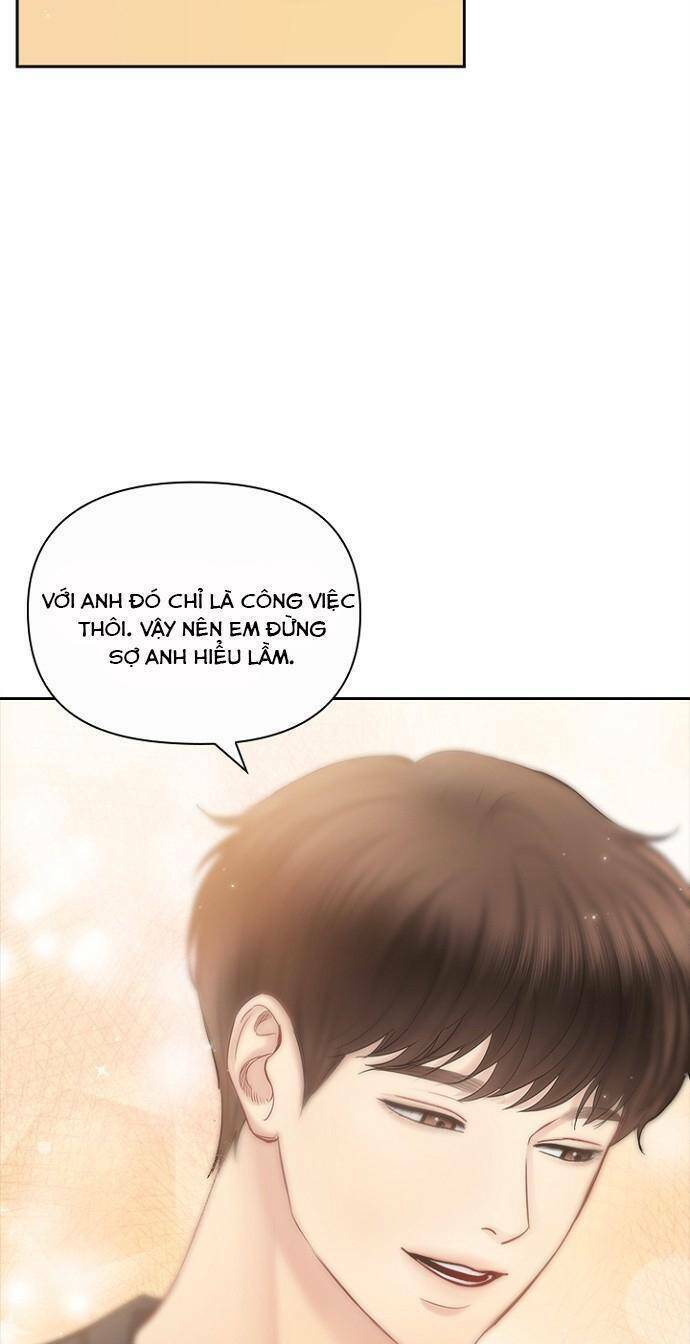 VỚI ANH ĐÓ CHỈ LÀ CÔNG VIỆC
THÔI. VẬY NÊN EM ĐỪNG
SỢ ANH HIỂU LẦM.